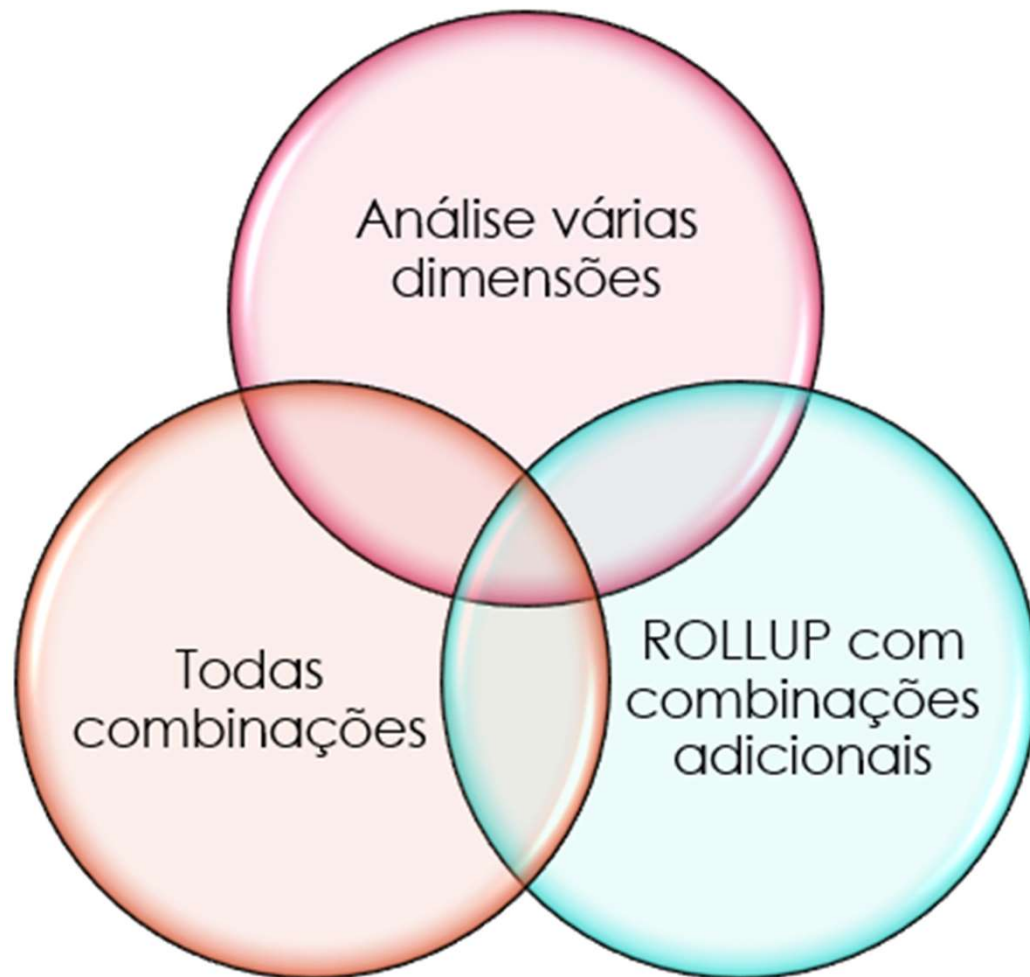 Análise várias
dimensões
Todas
combinações
ROLLUP com
combinações
adicionais